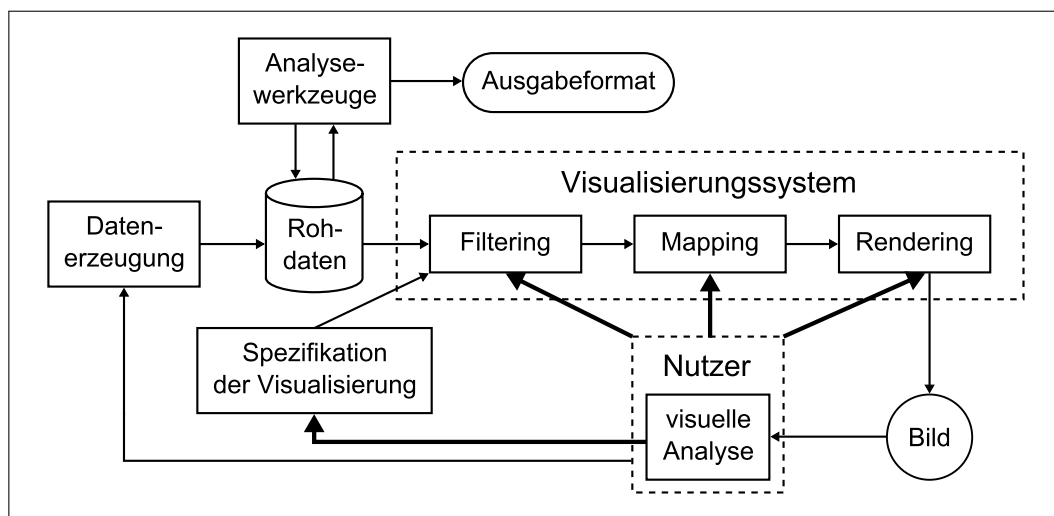 Analyse-
werkzeuge
Ausgabeformat
Visualisierungssystem
Daten-
erzeugung
Roh-
daten
Filtering
Mapping
Rendering
Spezifikation
der Visualisierung
Nutzer
visuelle
Analyse
Bild